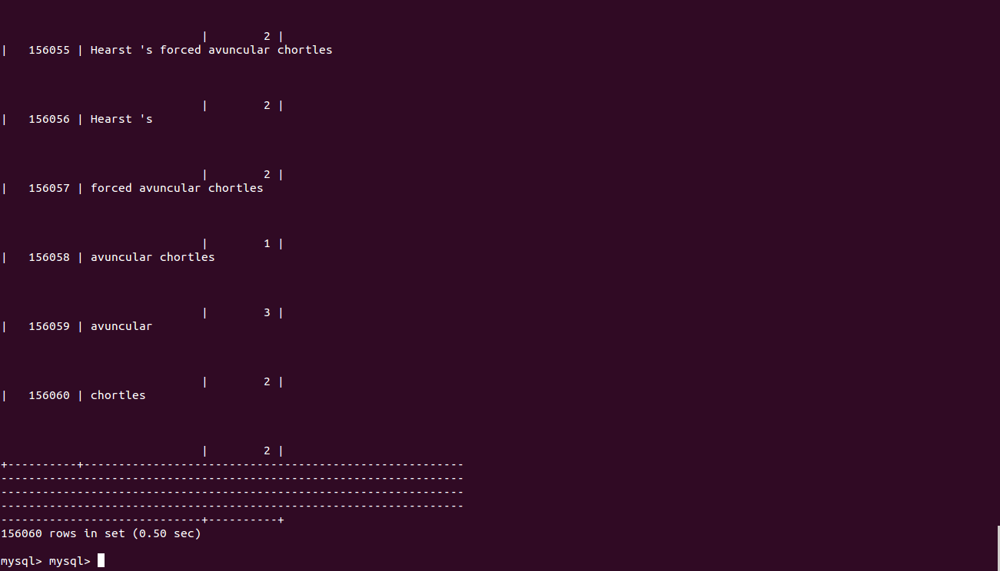 | 2 |
| 156055 | Hearst 's forced avuncular chortles
| 2 |
| 156056 | Hearst 's
| 2 |
| 156057 | forced avuncular chortles
| 1 |
| 156058 | avuncular chortles
| 3 |
| 156059 | avuncular
| 2 |
| 156060 | chortles
| 2 |
+----------+-------------------------------------------------------
-------------------------------------------------------------------
-------------------------------------------------------------------
-------------------------------------------------------------------
-----------------------------+----------+
156060 rows in set (0.50 sec)
mysql> mysql>